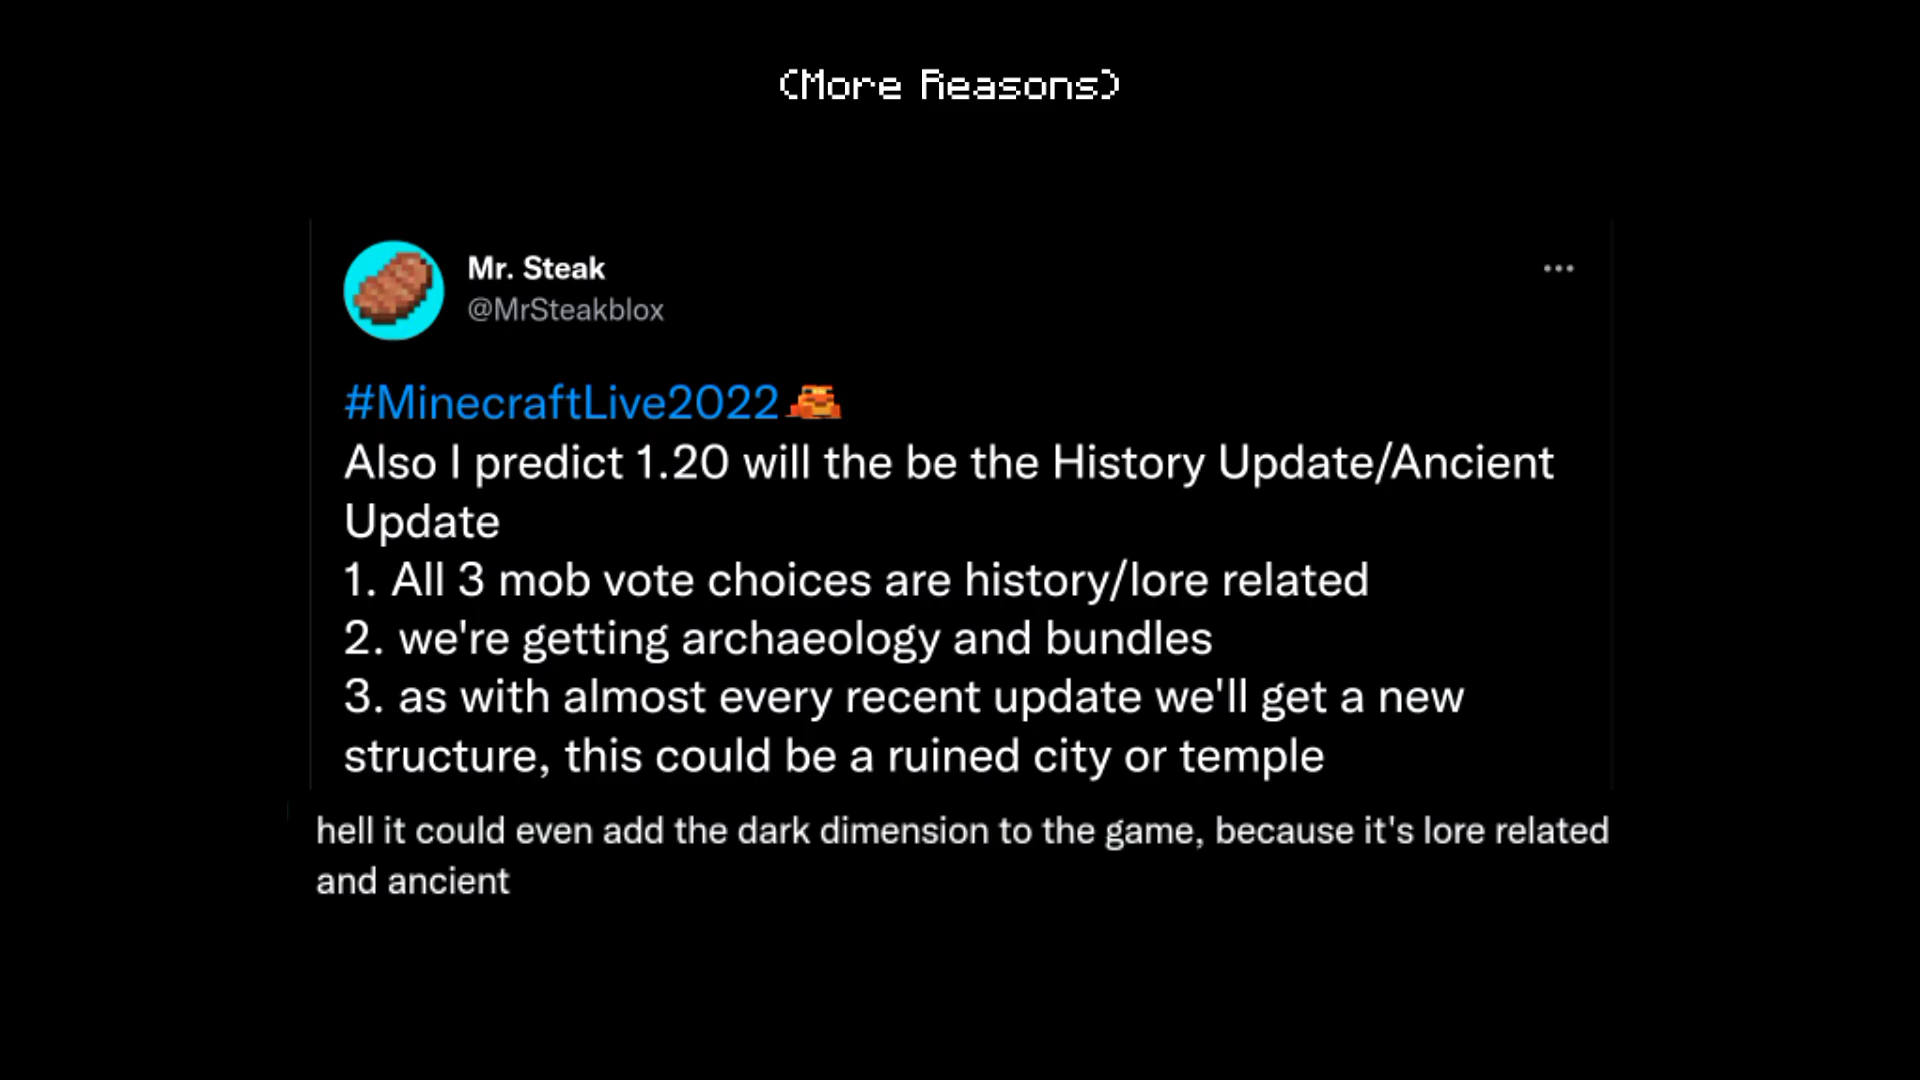 (More Reasons)
Mr. Steak
@MrSteakblox
#MinecraftLive2022
Also I predict 1.20 will the be the History Update/Ancient
Update
1. All 3 mob vote choices are history/lore related
2. we're getting archaeology and bundles
3. as with almost every recent update we'll get a new
structure, this could be a ruined city or temple
hell it could even add the dark dimension to the game, because it's lore related
and ancient